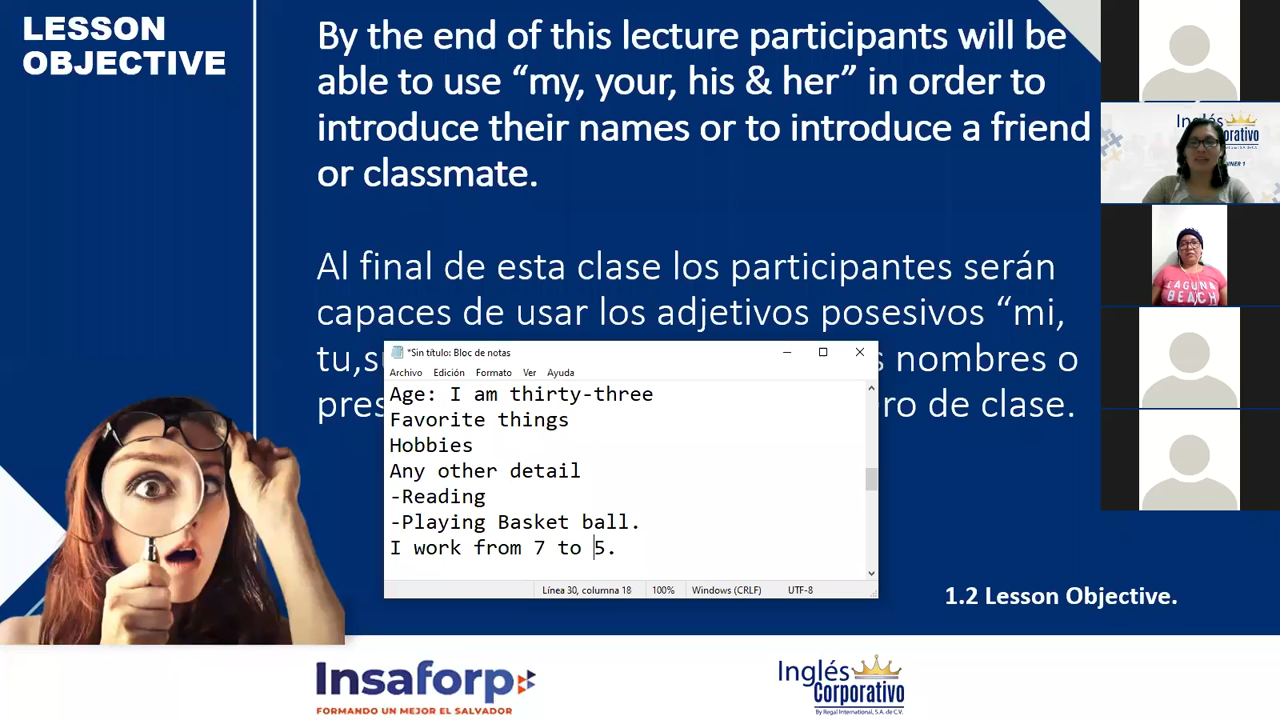 LESSON
OBJECTIVE
By the end of this lecture participants will be
able to use “my, your, his & her” in order to
introduce their names or to introduce a friend
or classmate.
Al final de esta clase los participantes serán
capaces de usar los adjetivos posesivos “mi,
nombres o
ero de clase.
*Sin título: Bloc de notas
Archivo Edición Formato Ver Ayuda
Age: I am thirty-three
Favorite things
Hobbies
Any other detail
-Reading
-Playing Basket ball.
I work from 7 to 5.
Línea 30, columna 18 100% Windows (CRLF) UTF-8
1.2 Lesson Objective.
Insaforp
FORMANDO UN MEJOR EL SALVADOR
Inglés
Corporativo
By Regal International, S.A. de C.V.
Inglés
LAGUNA
BEACH